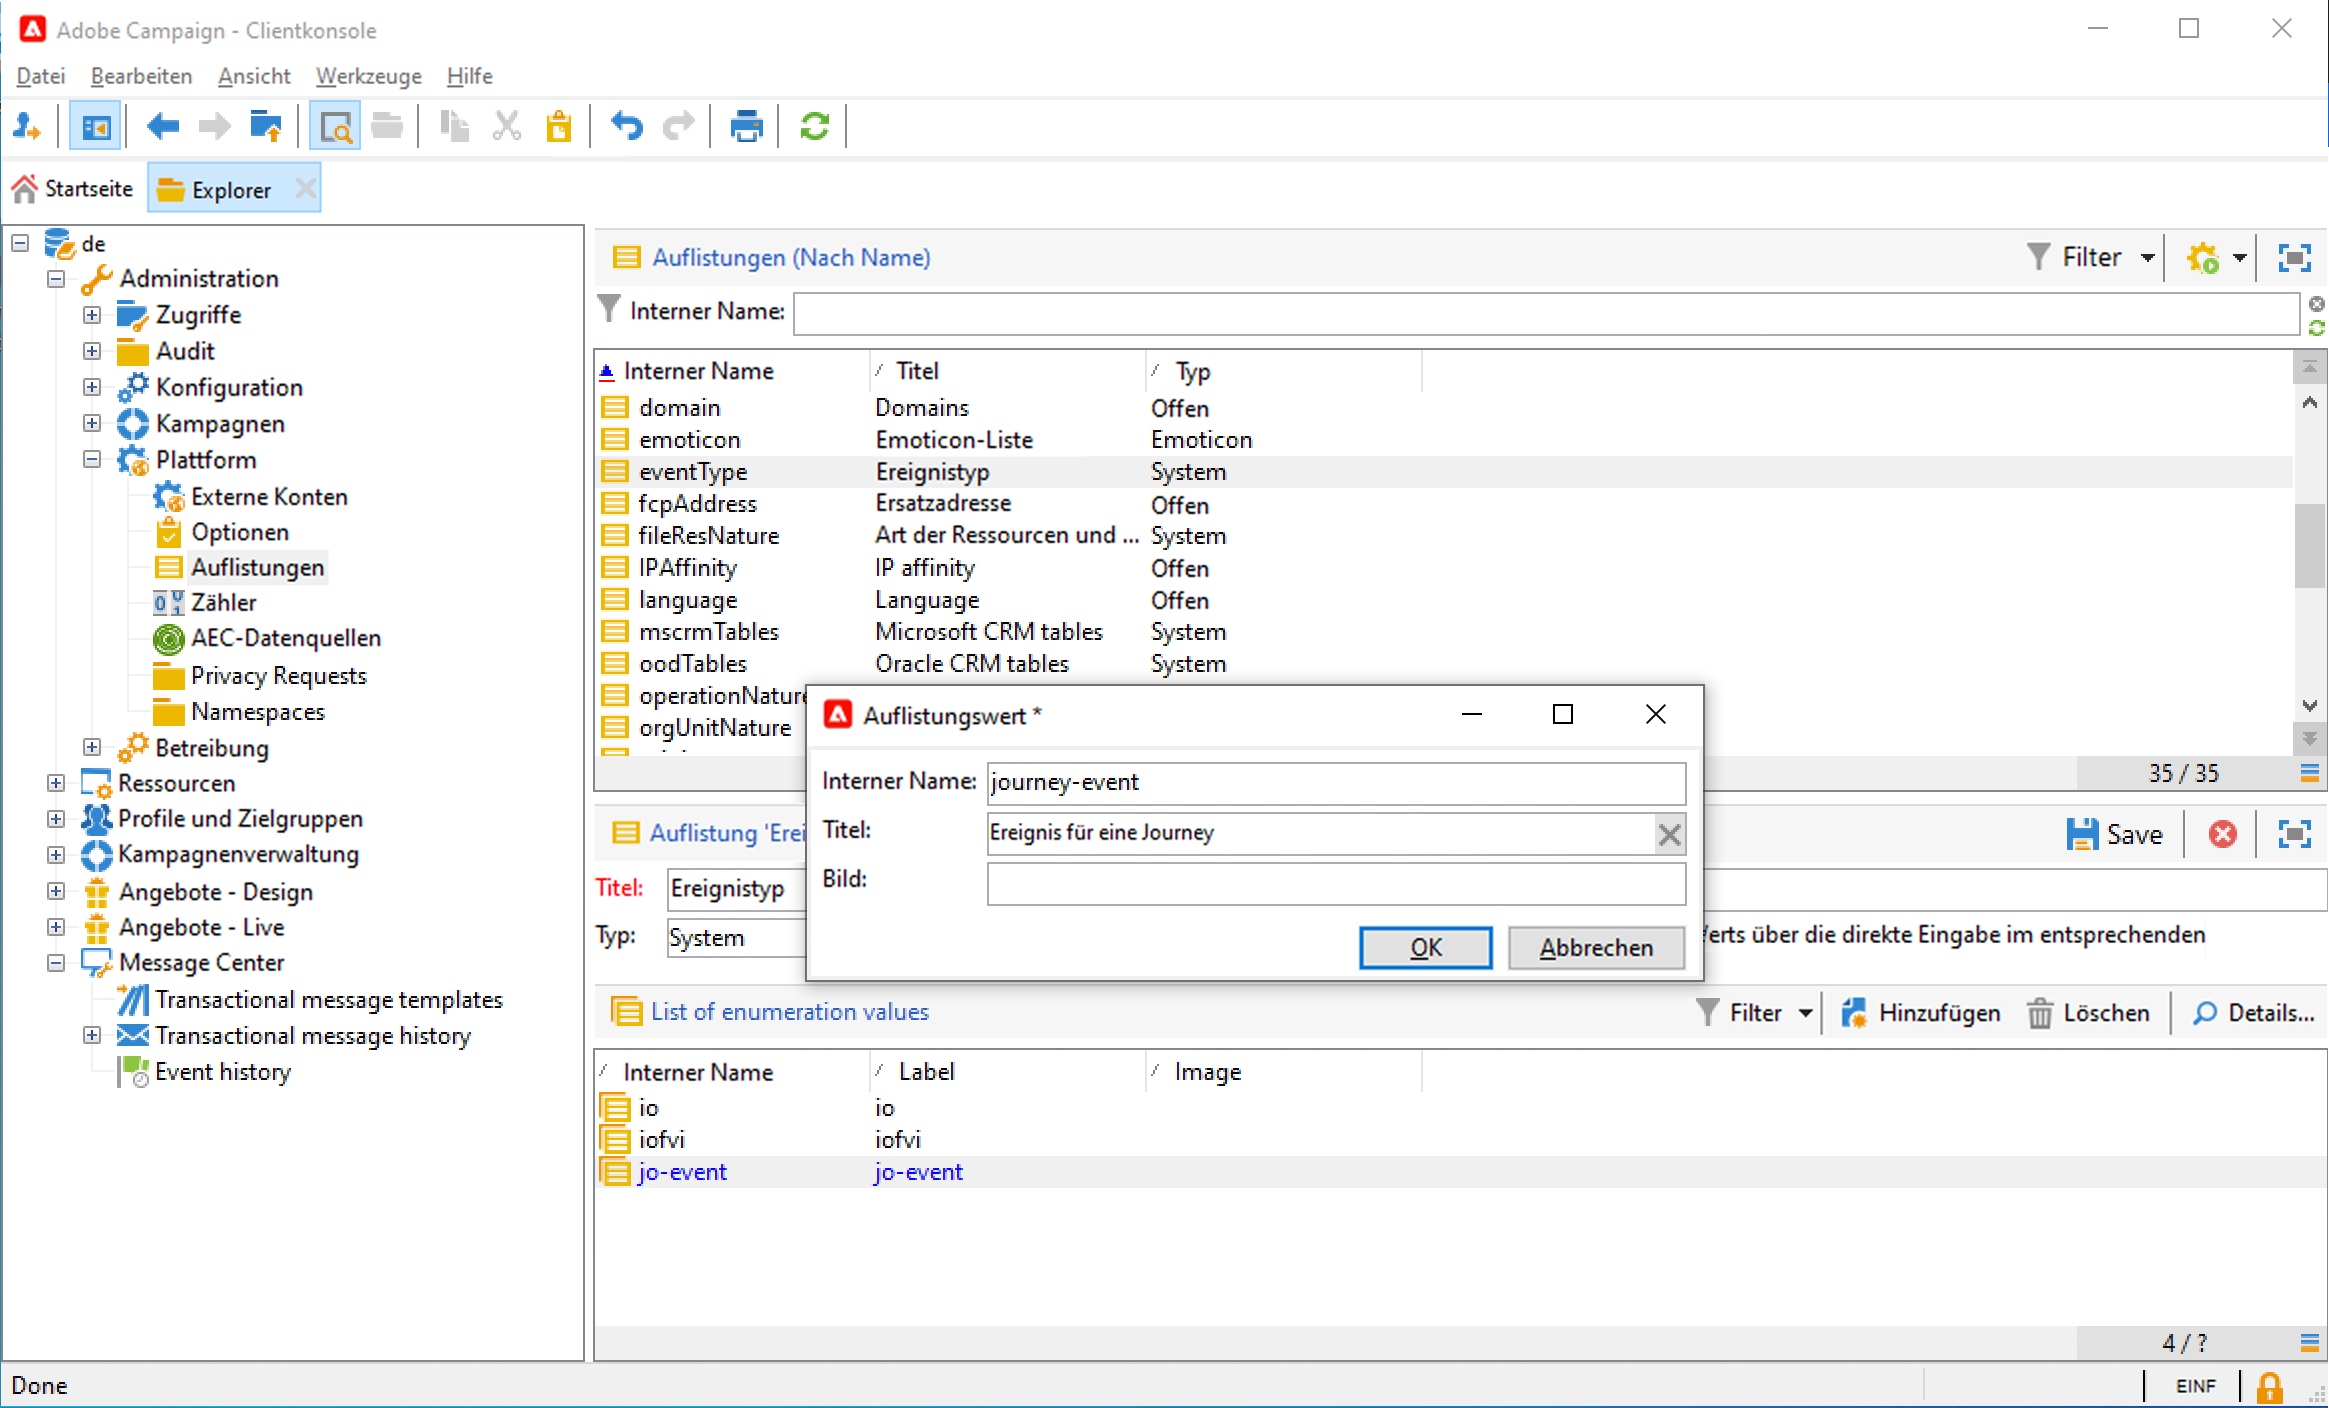 Adobe Campaign - Clientkonsole
Datei Bearbeiten Ansicht Werkzeuge Hilfe
Startseite Explorer
de
Administration
Zugriffe
Audit
Konfiguration
Kampagnen
Plattform
Externe Konten
Optionen
Auflistungen
Zähler
AEC-Datenquellen
Privacy Requests
Namespaces
Betreibung
Ressourcen
Profile und Zielgruppen
Kampagnenverwaltung
Angebote - Design
Angebote - Live
Message Center
Transactional message templates
Transactional message history
Event history
Auflistungen (Nach Name) Filter
Interner Name:
Interner Name Titel Typ
domain Domains Offen
emoticon Emoticon-Liste Emoticon
eventType Ereignistyp System
fcpAddress Ersatzadresse Offen
fileResNature Art der Ressourcen und ... System
IPAffinity IP affinity Offen
language Language Offen
mscrmTables Microsoft CRM tables System
oodTables Oracle CRM tables System
operationNature
orgUnitNature
35 / 35
Auflistungswert *
Interner Name: journey-event
Titel: Ereignis für eine Journey
Bild:
OK Abbrechen
Auflistung 'Erei Save
Titel: Ereignistyp
Typ: System erts über die direkte Eingabe im entsprechenden
List of enumeration values Filter Hinzufügen Löschen Details...
Interner Name Label Image
io io
iofvi iofvi
jo-event jo-event
4 / ?
Done EINF